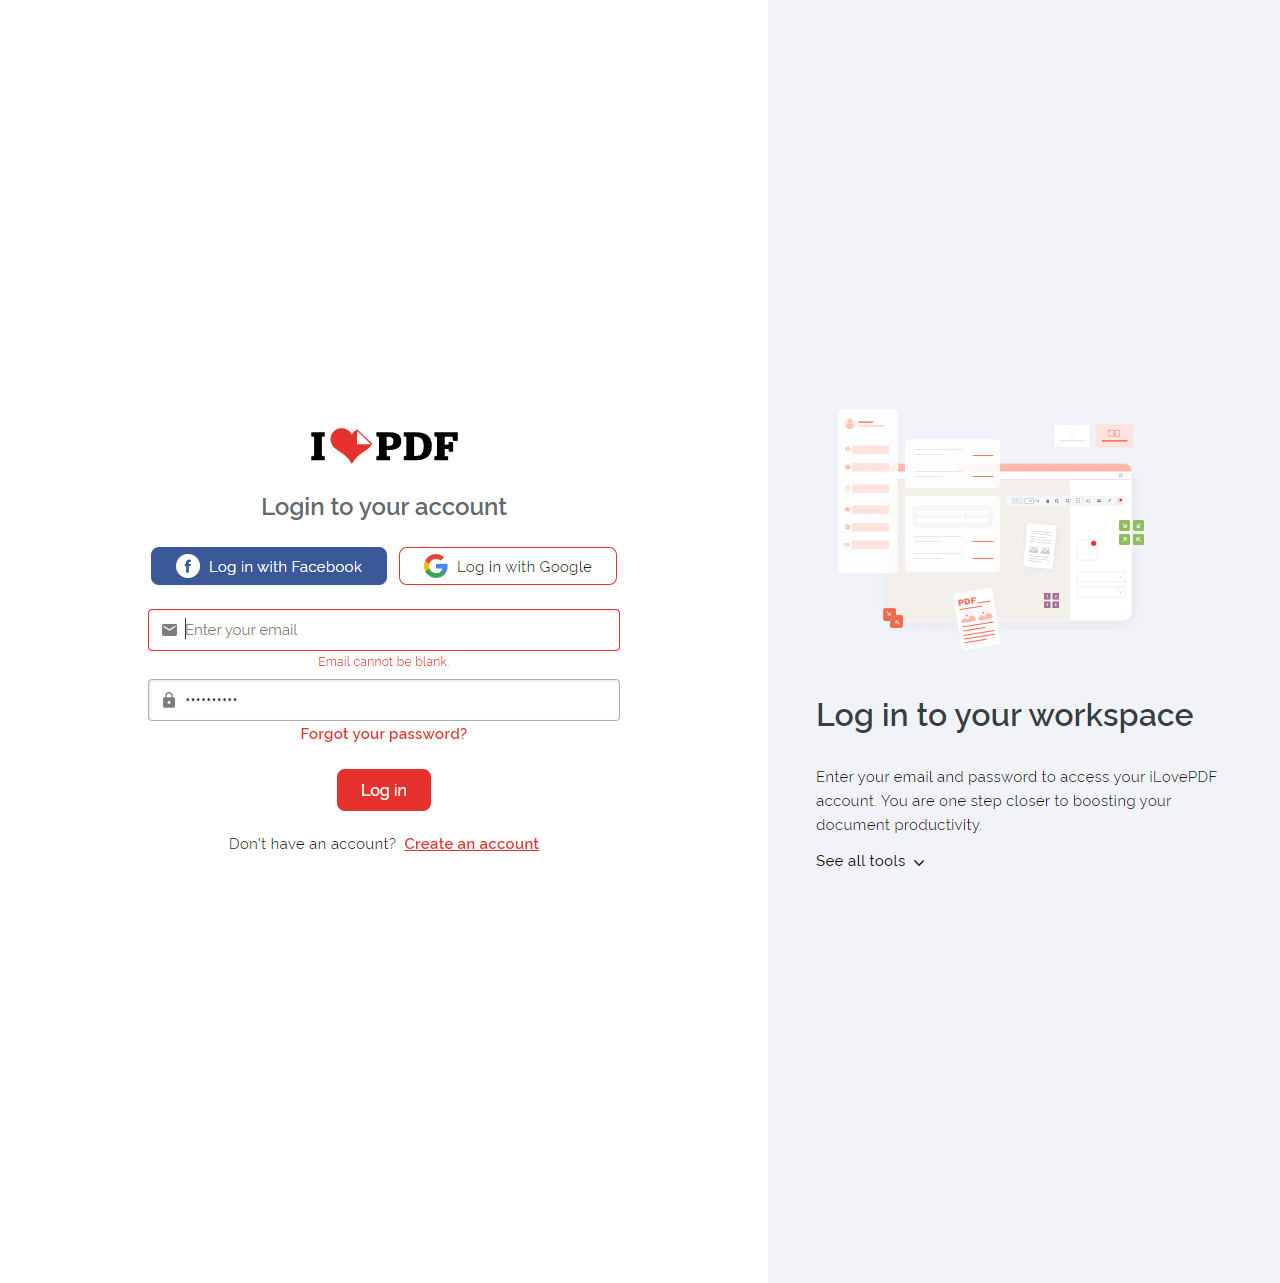 I PDF
Login to your account
Log in with Facebook
Log in with Google
Enter your email
Email cannot be blank.
••••••••••
Forgot your password?
Log in
Don't have an account? Create an account
PDF
Log in to your workspace
Enter your email and password to access your iLovePDF
account. You are one step closer to boosting your
document productivity.
See all tools